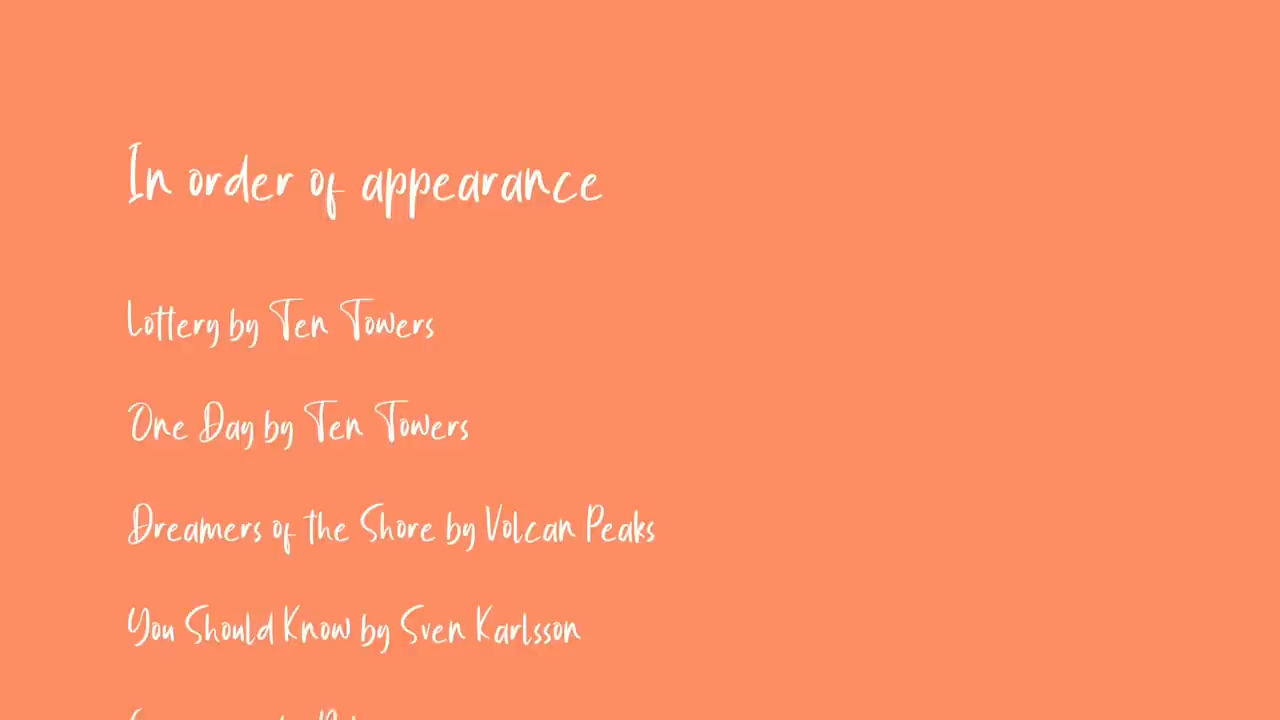 In order of appearance
Lottery by Ten Towers
One Day by Ten Towers
Dreamers of the Shore by Volcan Peaks
You Should Know by Sven Karlsson